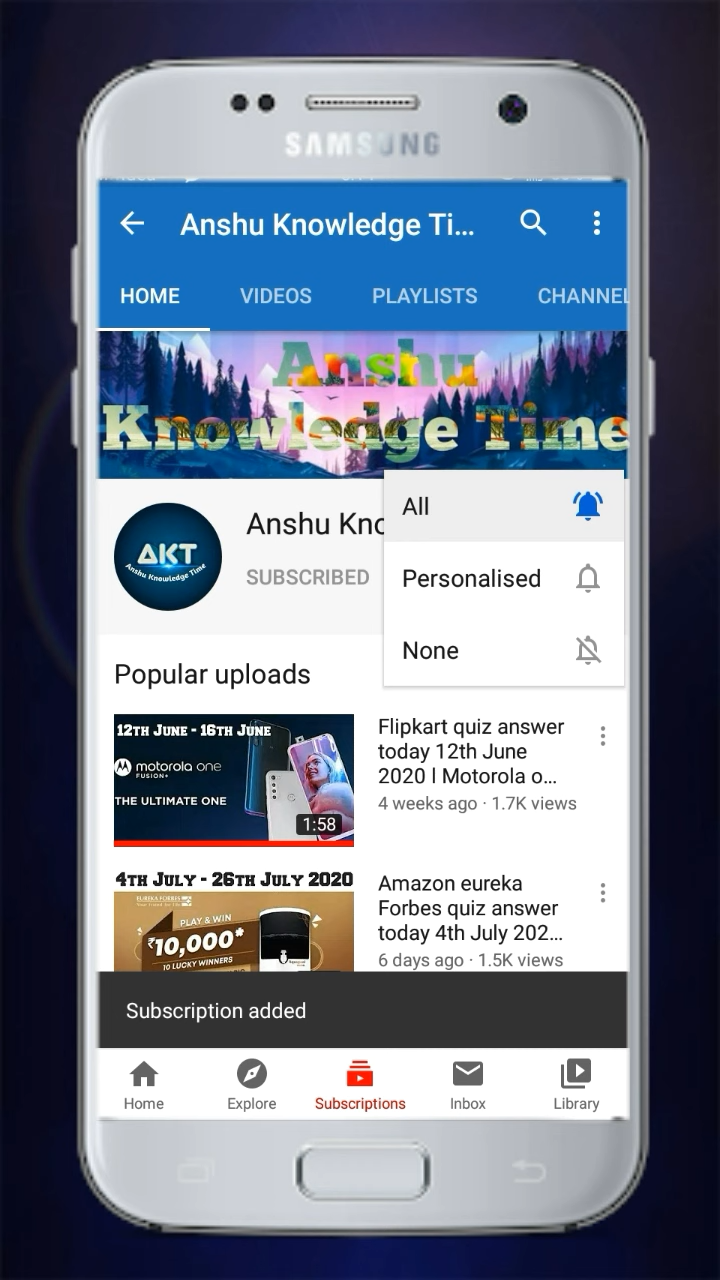 SAMSUNG
Anshu Knowledge Ti...
HOME VIDEOS PLAYLISTS CHANNEL
Anshu
Knowledge Time
All
Anshu Kno
AKT
Anshu Knowledge Time
SUBSCRIBED
Personalised
None
Popular uploads
12TH JUNE - 16TH JUNE
motorola one
FUSION+
THE ULTIMATE ONE
1:58
Flipkart quiz answer
today 12th June
2020 l Motorola o...
4 weeks ago · 1.7K views
4TH JULY - 26TH JULY 2020
EUREKA FORBES
PLAY & WIN
₹10,000*
10 LUCKY WINNERS
Amazon eureka
Forbes quiz answer
today 4th July 202...
6 days ago · 1.5K views
Subscription added
Home Explore Subscriptions Inbox Library